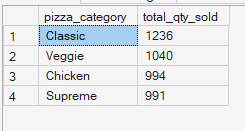 pizza_category total_qty_sold
1 Classic 1236
2 Veggie 1040
3 Chicken 994
4 Supreme 991